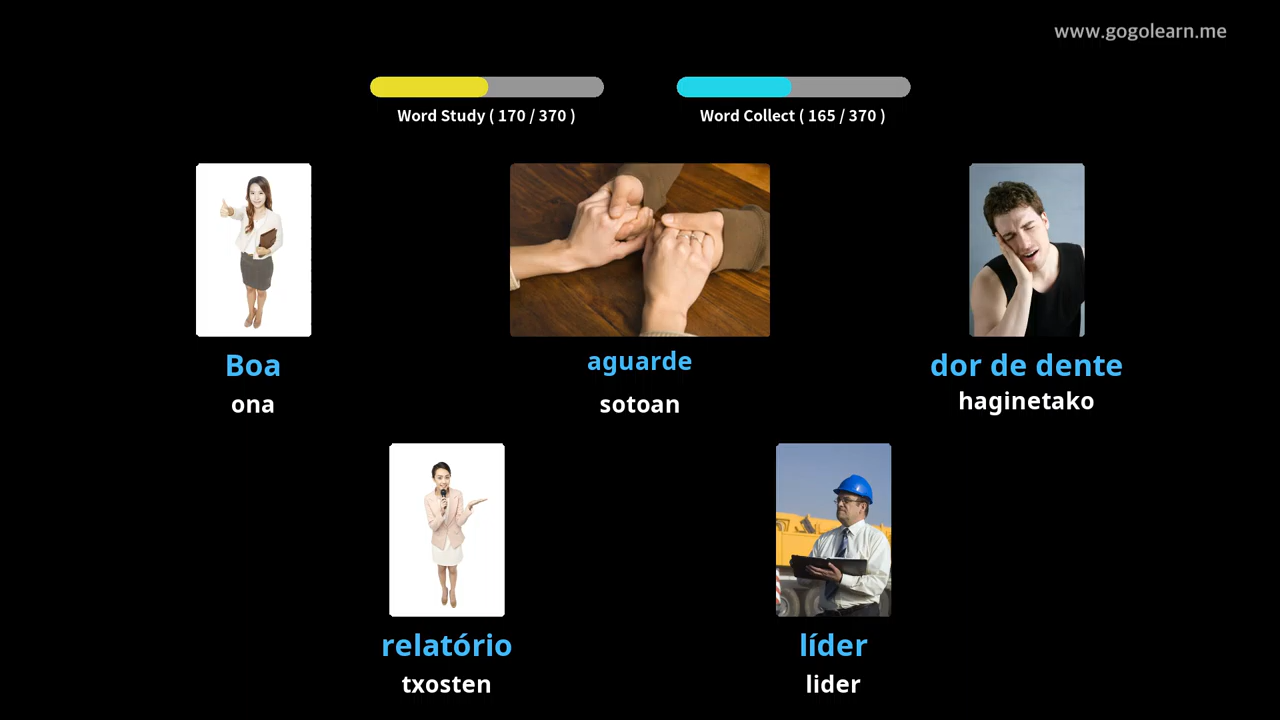 www.gogolearn.me
Word Study ( 170 / 370 )
Word Collect ( 165 / 370 )
Boa
ona
aguarde
sotoan
dor de dente
haginetako
relatório
txosten
líder
lider